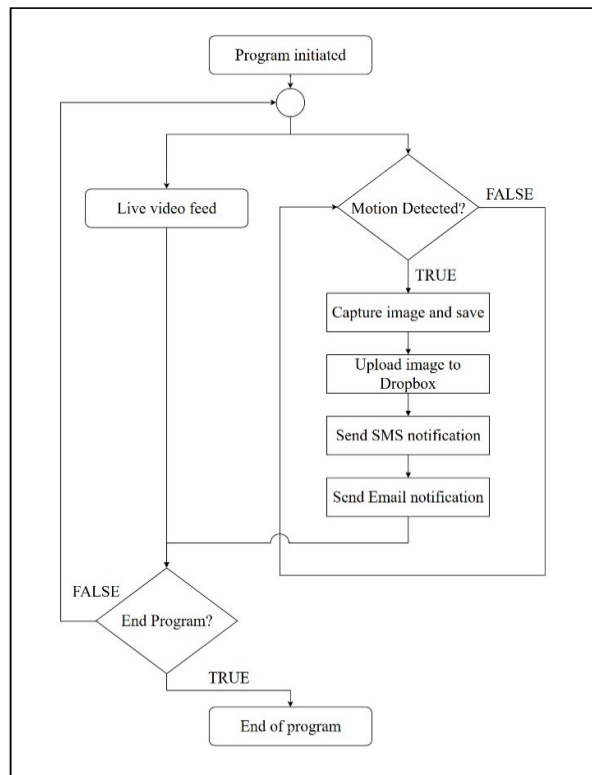 Program initiated
Live video feed
Motion Detected?
FALSE
TRUE
Capture image and save
Upload image to
Dropbox
Send SMS notification
Send Email notification
FALSE
End Program?
TRUE
End of program